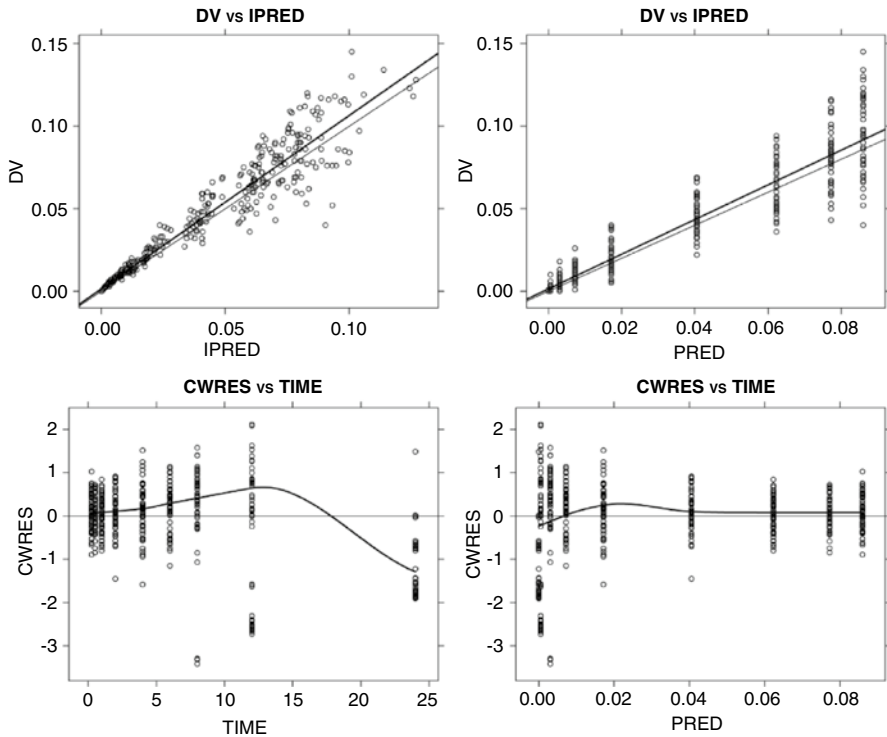 DV vs IPRED
0.15
0.10
0.05
0.00
DV
0.00 0.05 0.10
IPRED
DV vs IPRED
0.15
0.10
0.05
0.00
DV
0.00 0.02 0.04 0.06 0.08
PRED
CWRES vs TIME
2
1
0
-1
-2
-3
CWRES
0 5 10 15 20 25
TIME
CWRES vs TIME
2
1
0
-1
-2
-3
CWRES
0.00 0.02 0.04 0.06 0.08
PRED